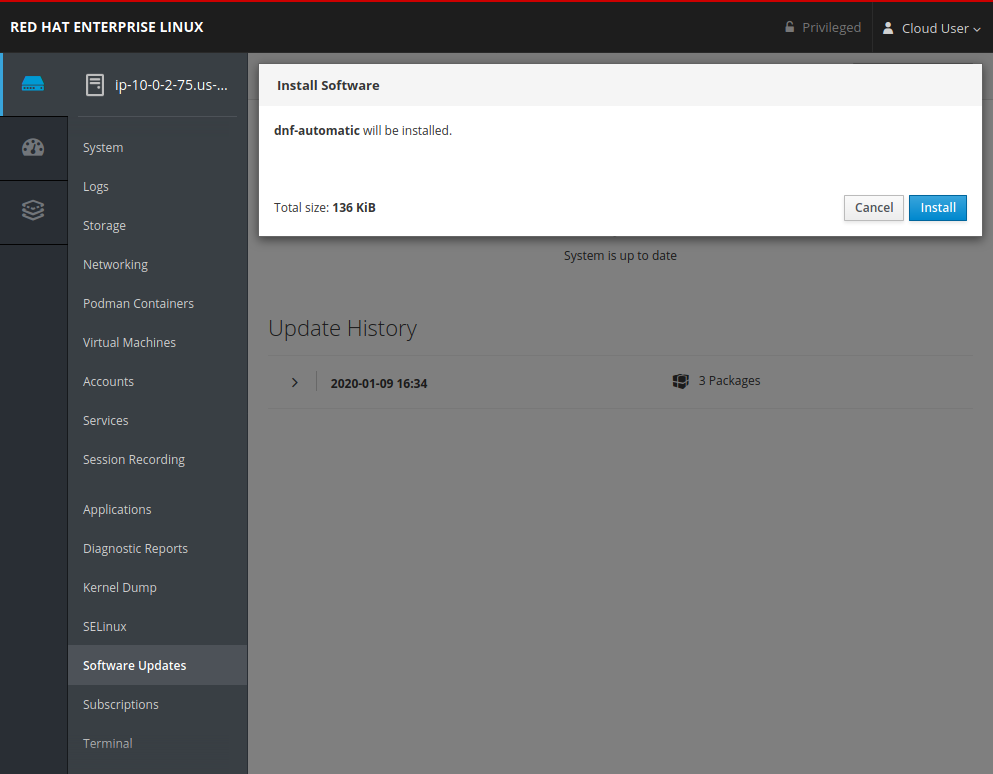 RED HAT ENTERPRISE LINUX
Privileged
Cloud User
ip-10-0-2-75.us-...
System
Logs
Storage
Networking
Podman Containers
Virtual Machines
Accounts
Services
Session Recording
Applications
Diagnostic Reports
Kernel Dump
SELinux
Software Updates
Subscriptions
Terminal
Install Software
dnf-automatic will be installed.
Total size: 136 KiB
Cancel
Install
System is up to date
Update History
2020-01-09 16:34
3 Packages